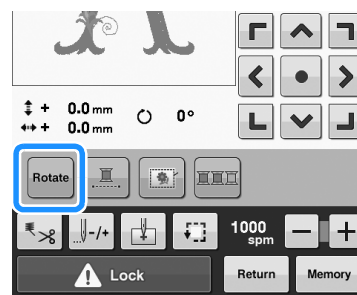 + 0.0 mm
+ 0.0 mm 0°
Rotate
-/+ 1000 spm - +
Lock Return Memory